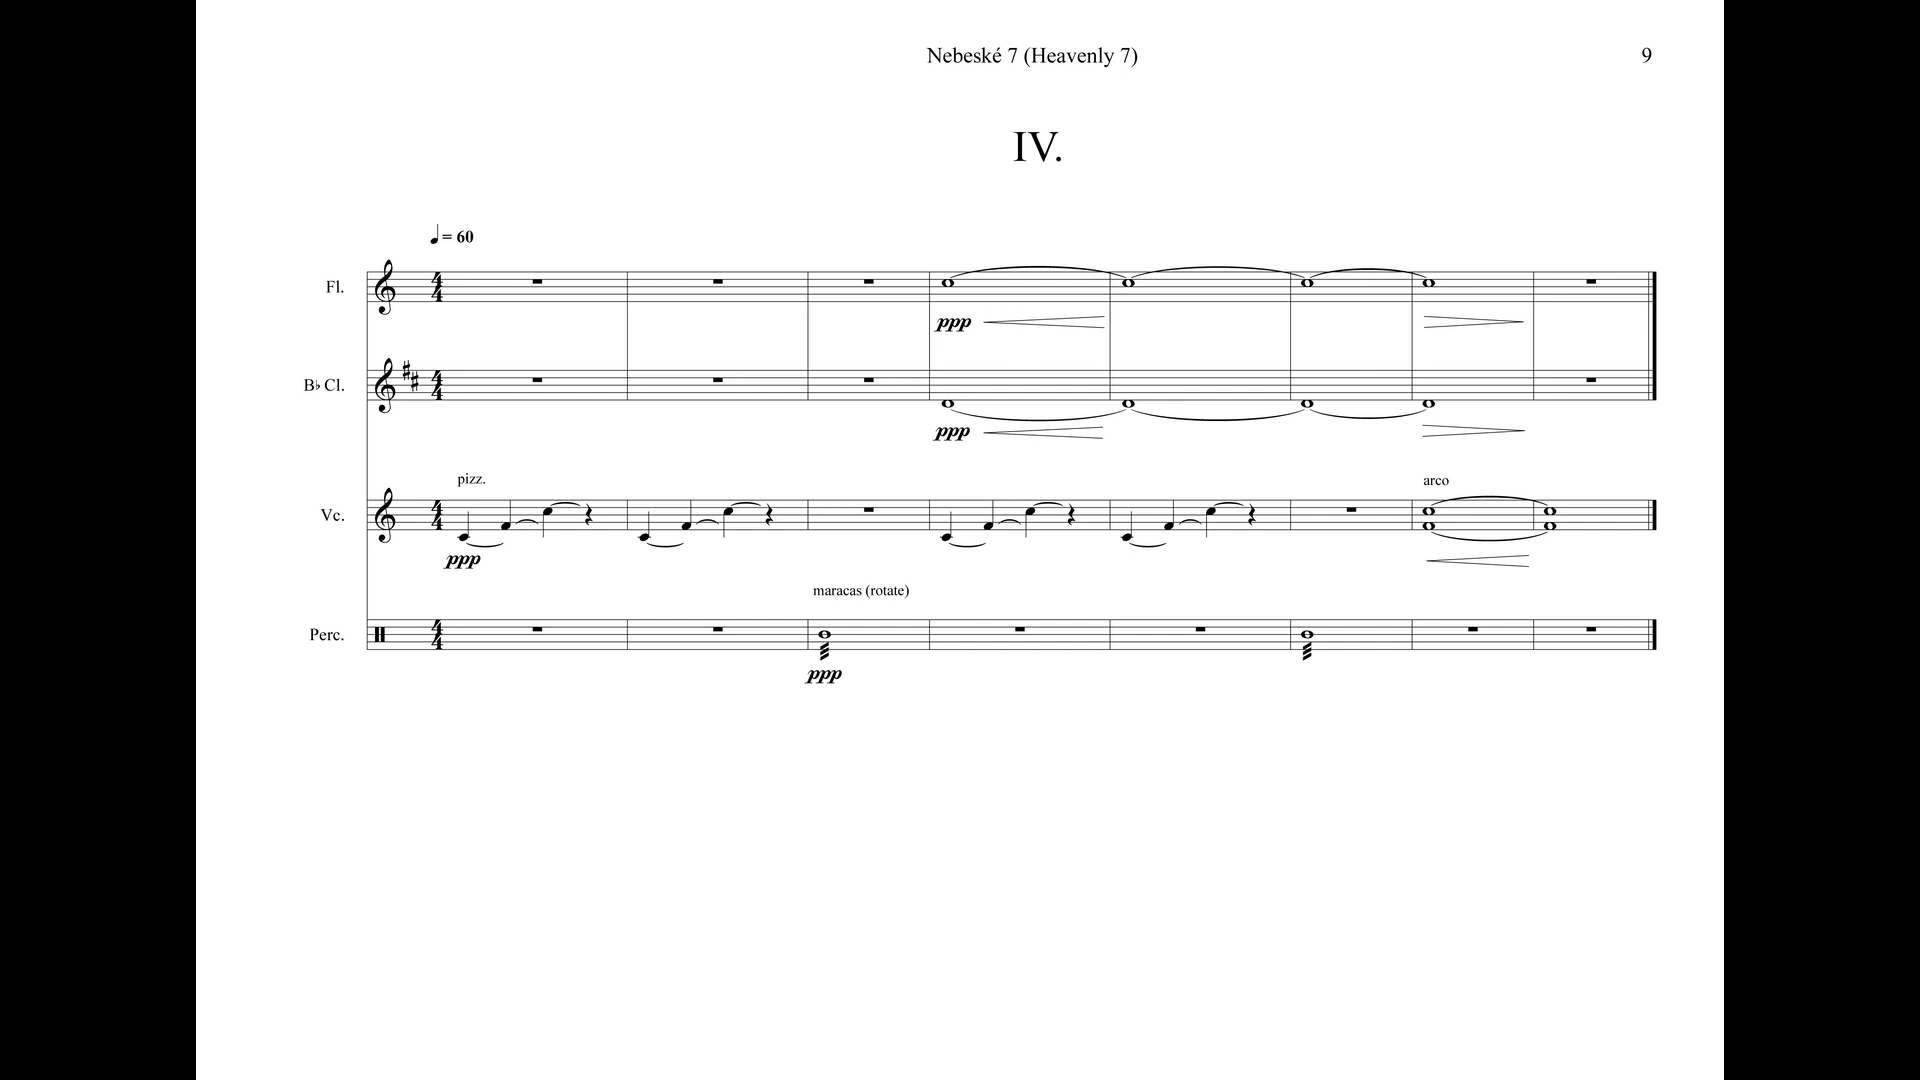 Nebeské 7 (Heavenly 7) 9
IV.
♩ = 60
Fl.
ppp
B♭ Cl.
ppp
pizz. arco
Vc.
ppp
maracas (rotate)
Perc.
ppp